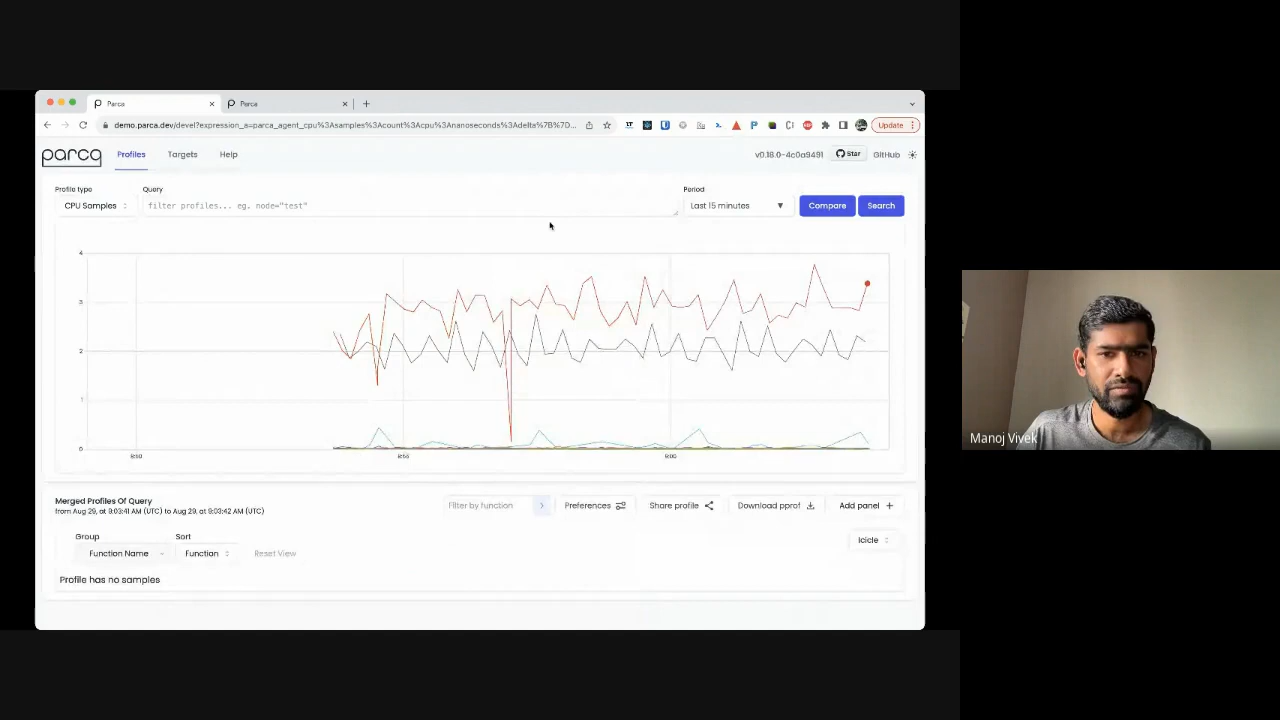 Parca
Parca
demo.parca.dev/devel?epression_a=parca_agent_cpu%3Asamples%3Acount%3Acpu%3Ananoseconds%3Adelta%7B%7D...
Update
parca
Profiles
Targets
Help
v0.18.0-4c0a9491
Star
GitHub
Profile type
Query
Period
CPU Samples
filter profiles... eg. node="test"
Last 15 minutes
Compare
Search
4
3
2
1
0
Merged Profiles Of Query
from Aug 29, at 9:03:41 AM (UTC) to Aug 29, at 9:03:42 AM (UTC)
Filter by function
Preferences
Share profile
Download pprof
Add panel
Group
Sort
Function Name
Function
Reset View
Icicle
Profile has no samples
Manoj Vivek